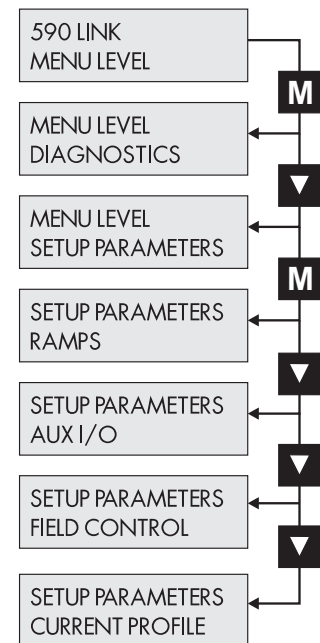 590 LINK
MENU LEVEL
M
MENU LEVEL
DIAGNOSTICS
MENU LEVEL
SETUP PARAMETERS
M
SETUP PARAMETERS
RAMPS
SETUP PARAMETERS
AUX I/O
SETUP PARAMETERS
FIELD CONTROL
SETUP PARAMETERS
CURRENT PROFILE